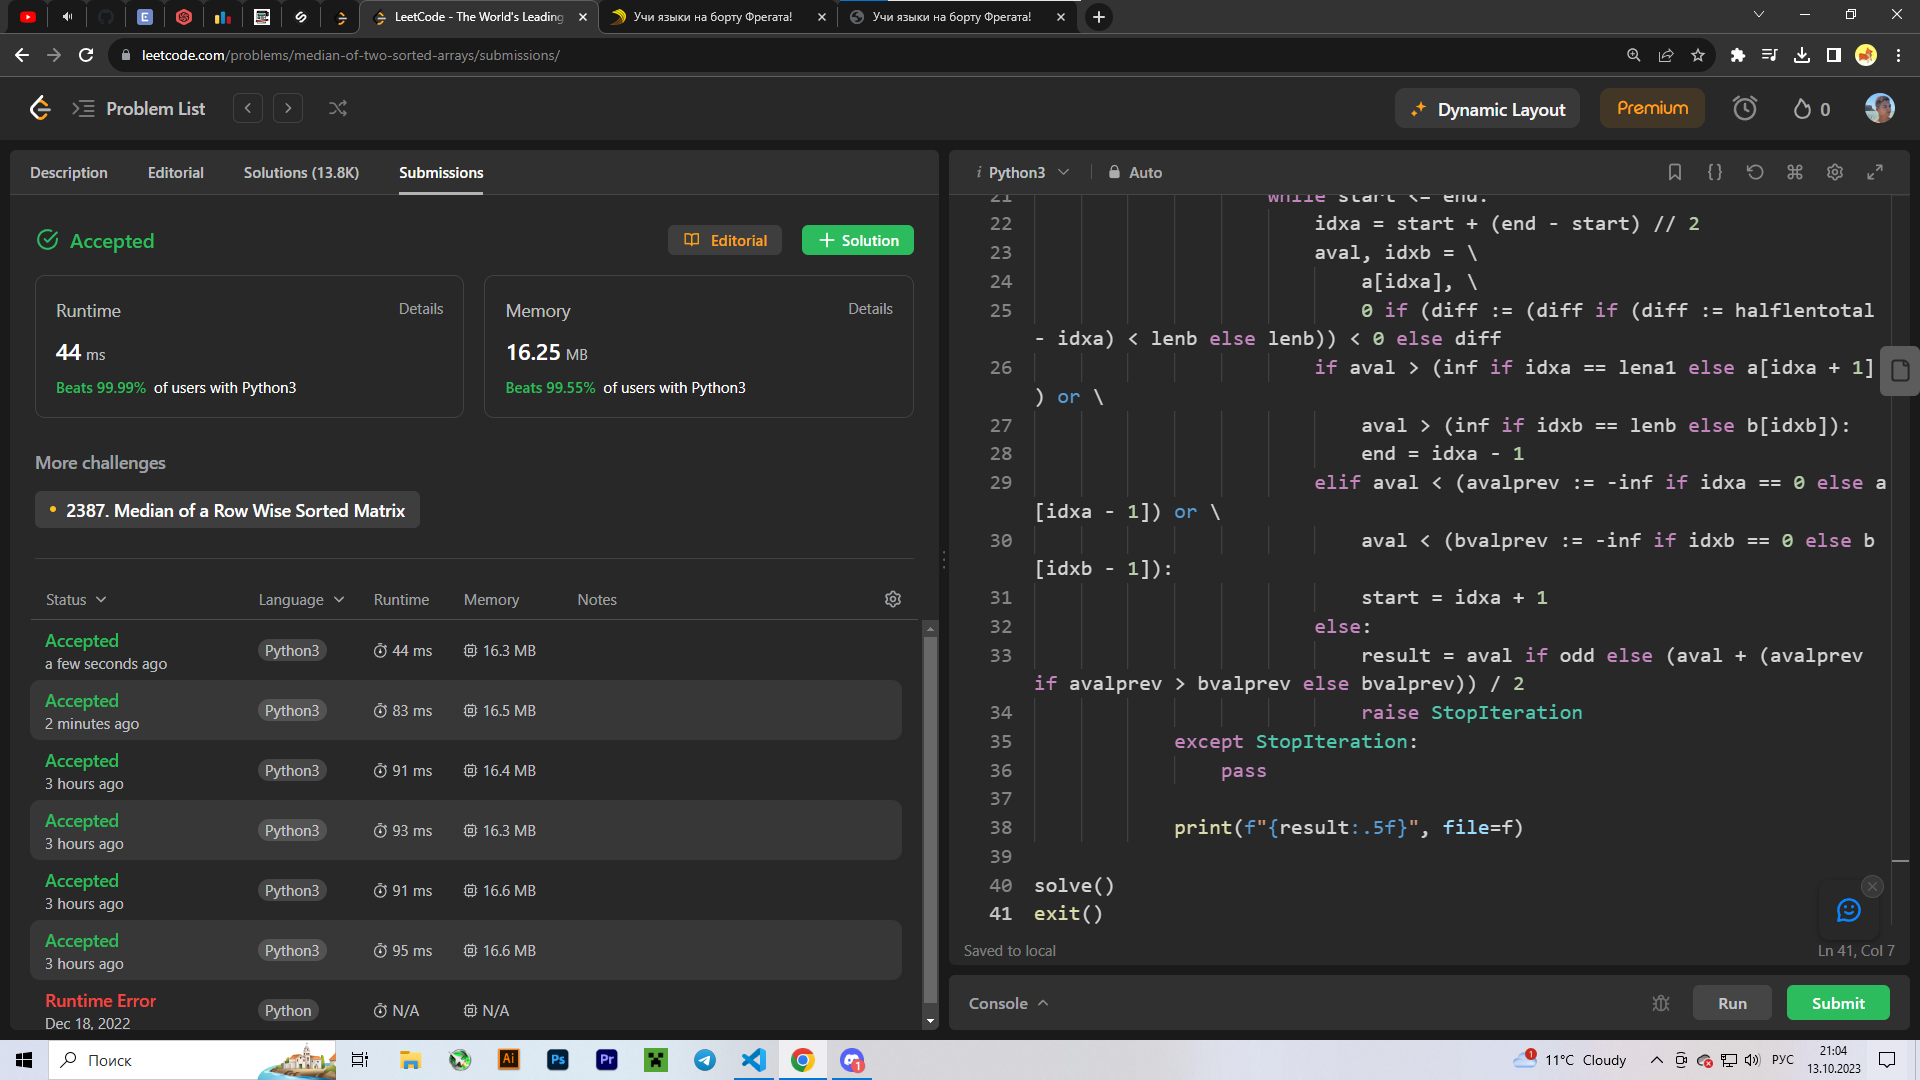 LeetCode - The World's Leading
Учи языки на борту Фрегата!
Учи языки на борту Фрегата!
leetcode.com/problems/median-of-two-sorted-arrays/submissions/
Problem List
Dynamic Layout
Premium
0
Description
Editorial
Solutions (13.8K)
Submissions
Accepted
Editorial
Solution
Runtime
Details
44 ms
Beats 99.99% of users with Python3
Memory
Details
16.25 MB
Beats 99.55% of users with Python3
More challenges
2387. Median of a Row Wise Sorted Matrix
Status Language Runtime Memory Notes
Accepted
a few seconds ago
Python3 44 ms 16.3 MB
Accepted
2 minutes ago
Python3 83 ms 16.5 MB
Accepted
3 hours ago
Python3 91 ms 16.4 MB
Accepted
3 hours ago
Python3 93 ms 16.3 MB
Accepted
3 hours ago
Python3 91 ms 16.6 MB
Accepted
3 hours ago
Python3 95 ms 16.6 MB
Runtime Error
Dec 18, 2022
Python N/A N/A
i Python3 Auto
21 while start <= end:
22 idxa = start + (end - start) // 2
23 aval, idxb = \
24 a[idxa], \
25 0 if (diff := (diff if (diff := halflentotal
- idxa) < lenb else lenb)) < 0 else diff
26 if aval > (inf if idxa == lena1 else a[idxa + 1]
) or \
27 aval > (inf if idxb == lenb else b[idxb]):
28 end = idxa - 1
29 elif aval < (avalprev := -inf if idxa == 0 else a
[idxa - 1]) or \
30 aval < (bvalprev := -inf if idxb == 0 else b
[idxb - 1]):
31 start = idxa + 1
32 else:
33 result = aval if odd else (aval + (avalprev
if avalprev > bvalprev else bvalprev)) / 2
34 raise StopIteration
35 except StopIteration:
36 pass
37
38 print(f"{result:.5f}", file=f)
39
40 solve()
41 exit()
Saved to local
Ln 41, Col 7
Console
Run
Submit
Поиск
Ai
Ps
Pr
1
1
11°C Cloudy
РУС
21:04
13.10.2023